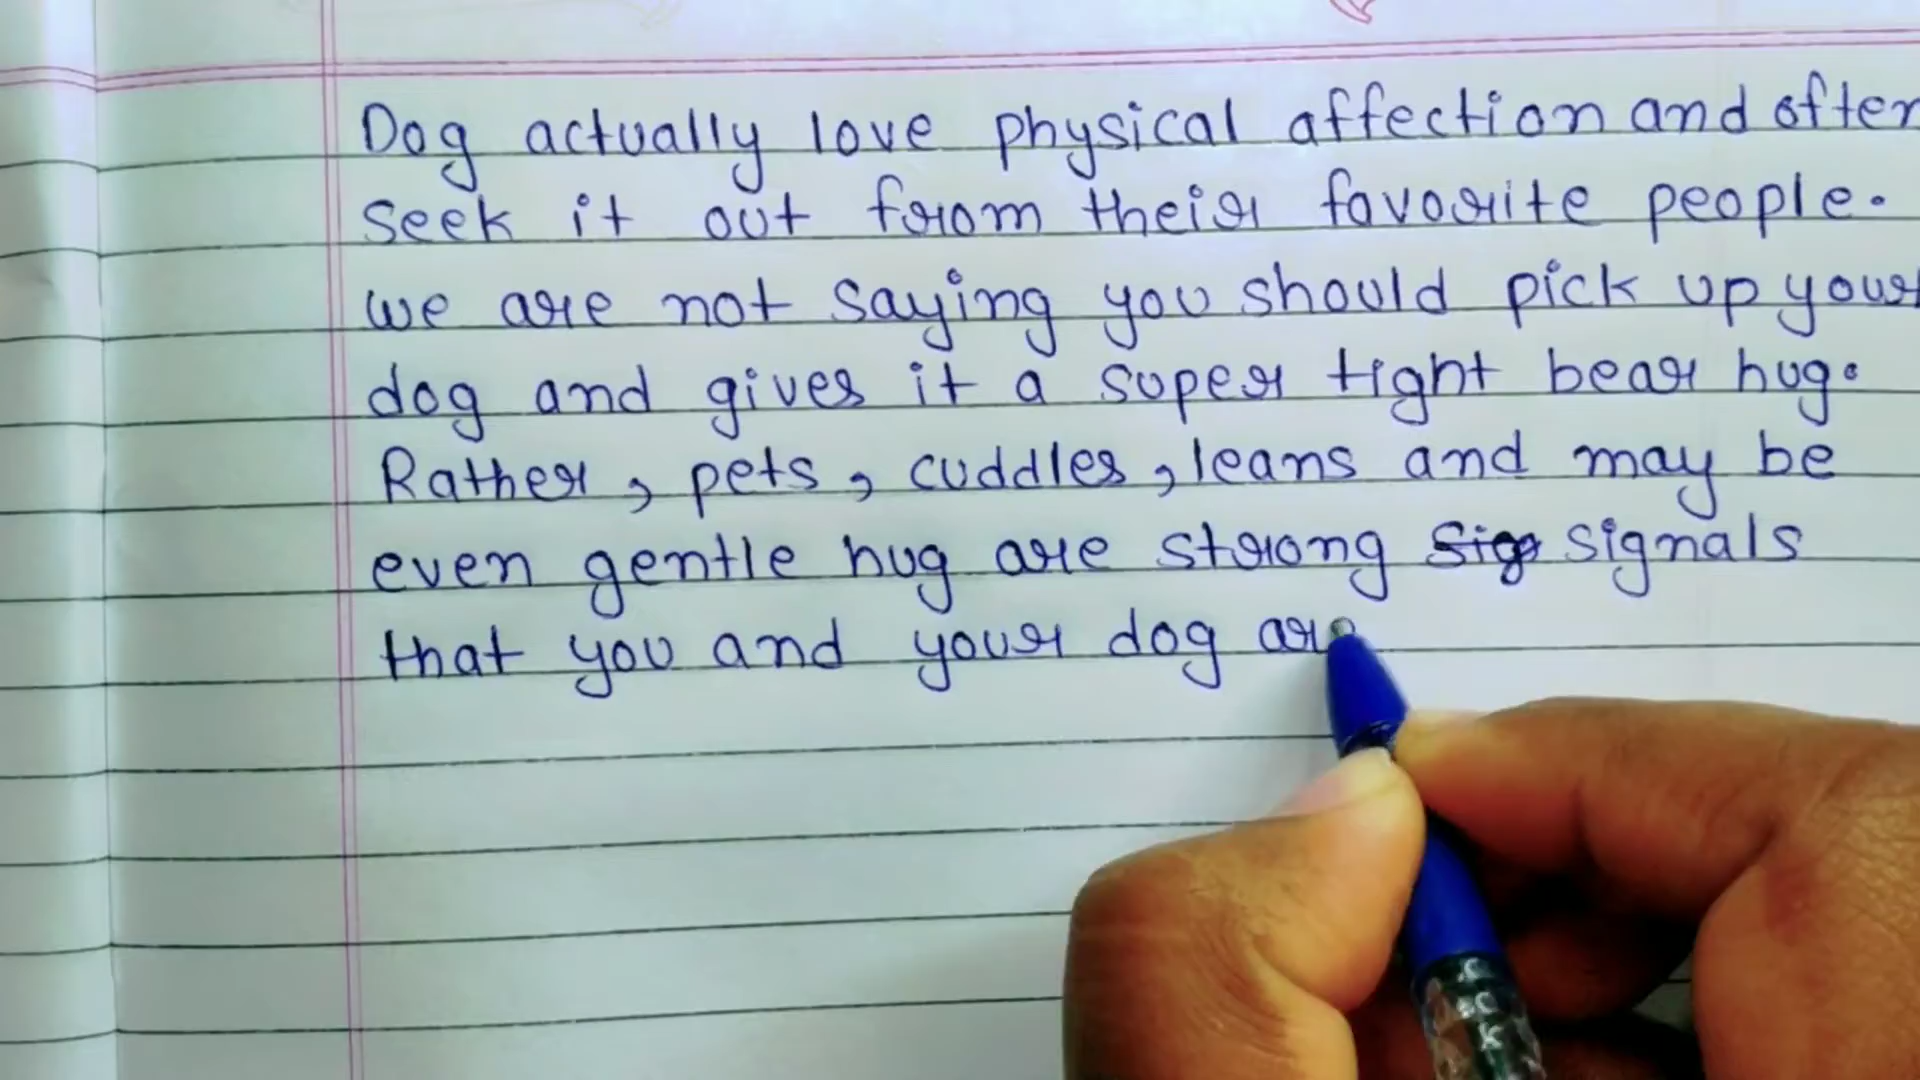 Dog actually love physical affection and often
seek it out from their favorite people.
we are not saying you should pick up your
dog and gives it a super tight bear hug.
Rather, pets, cuddles, leans and may be
even gentle hug are strong signals
that you and your dog are